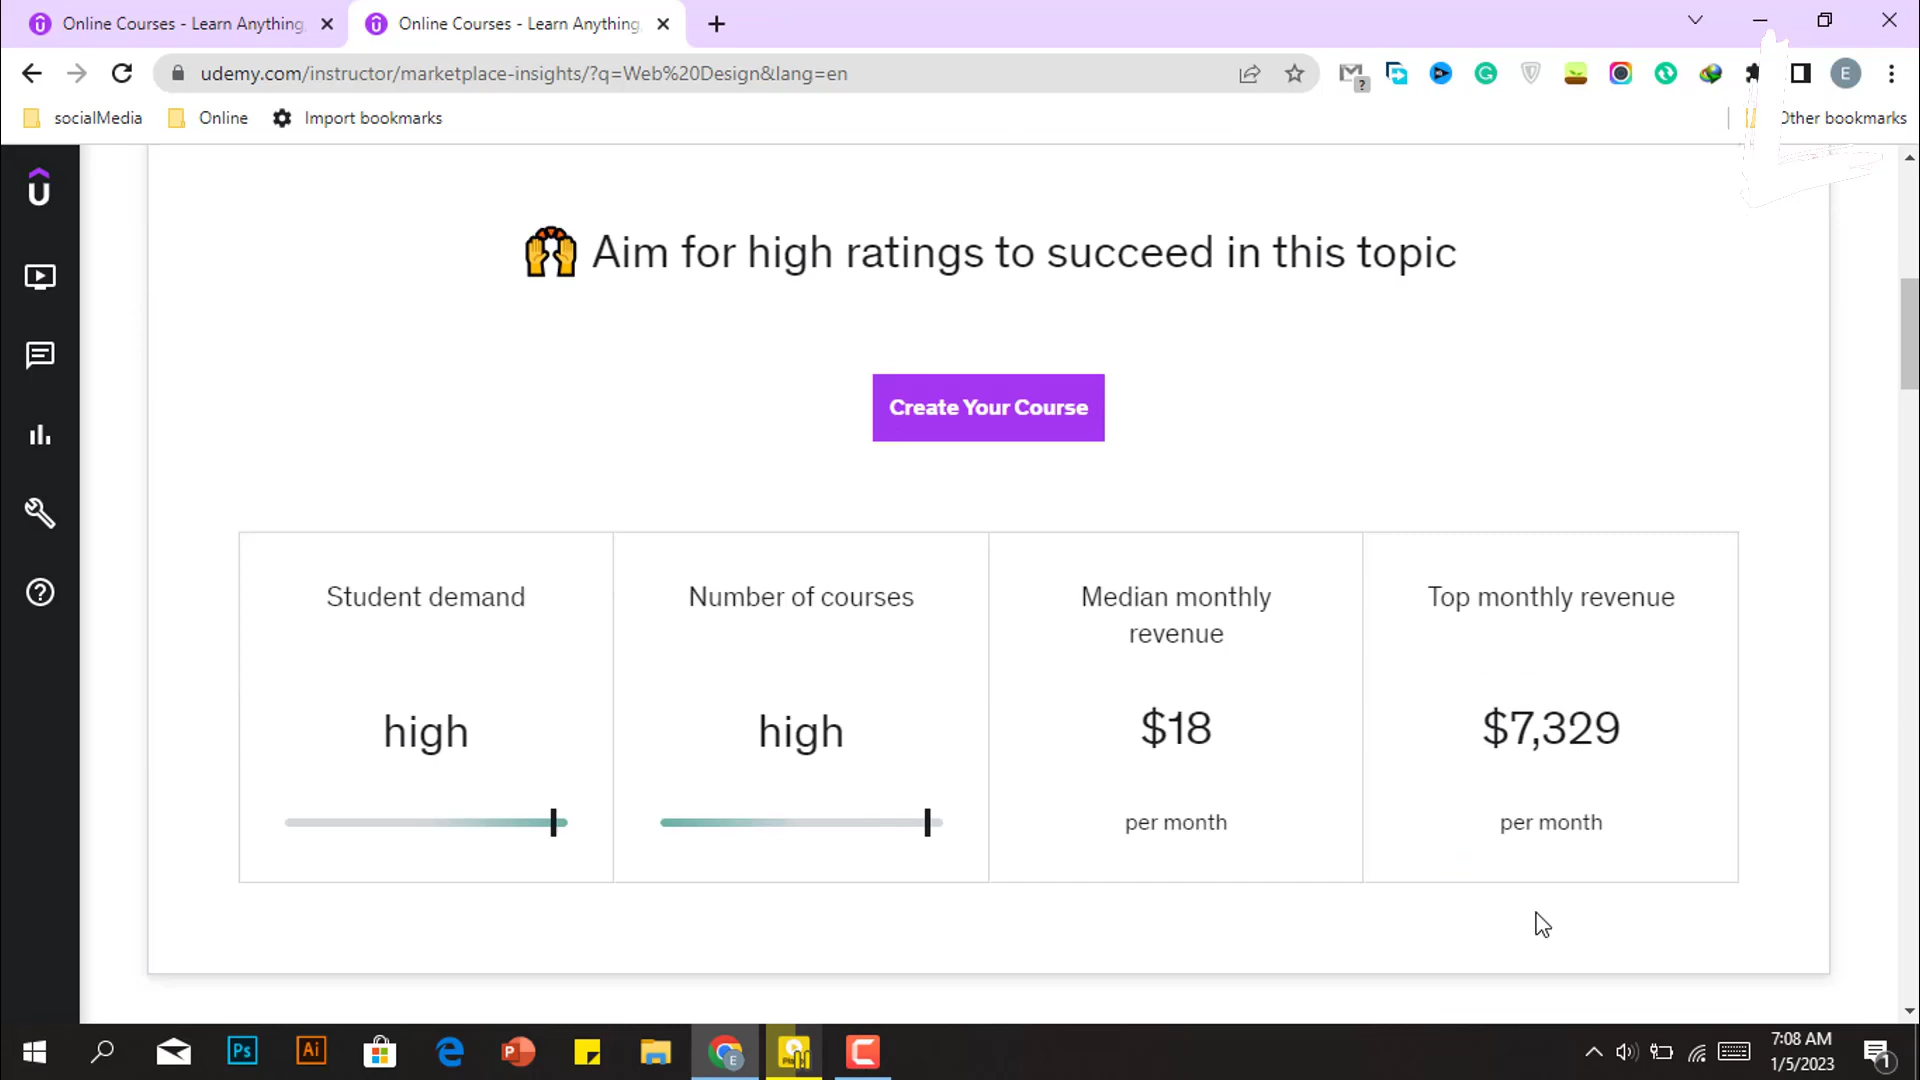 Online Courses - Learn Anything,
Online Courses - Learn Anything,
udemy.com/instructor/marketplace-insights/?q=Web%20Design&lang=en
socialMedia
Online
Import bookmarks
Other bookmarks
E
Aim for high ratings to succeed in this topic
Create Your Course
Student demand
high
Number of courses
high
Median monthly
revenue
$18
per month
Top monthly revenue
$7,329
per month
Ps
Ai
7:08 AM
1/5/2023
1